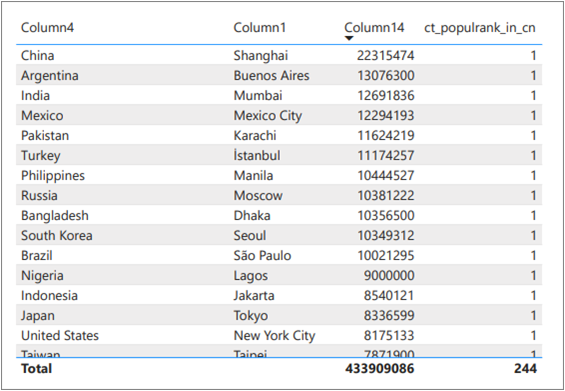 Column4 Column1 Column14 ct_populrank_in_cn
China Shanghai 22315474 1
Argentina Buenos Aires 13076300 1
India Mumbai 12691836 1
Mexico Mexico City 12294193 1
Pakistan Karachi 11624219 1
Turkey İstanbul 11174257 1
Philippines Manila 10444527 1
Russia Moscow 10381222 1
Bangladesh Dhaka 10356500 1
South Korea Seoul 10349312 1
Brazil São Paulo 10021295 1
Nigeria Lagos 9000000 1
Indonesia Jakarta 8540121 1
Japan Tokyo 8336599 1
United States New York City 8175133 1
Taiwan Taipei 7871900 1
Total 433909086 244